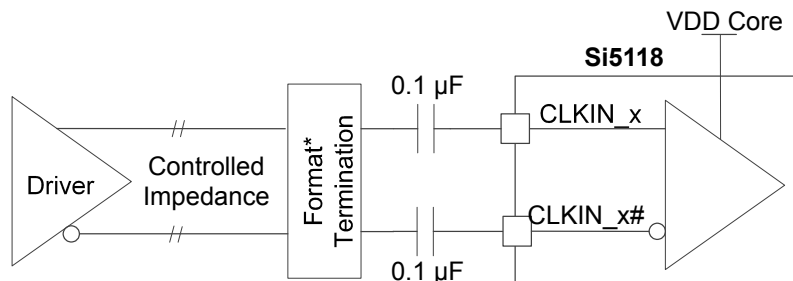 VDD Core
Si5118
0.1 µF
CLKIN_x
Driver
Controlled
Impedance
Format*
Termination
CLKIN_x#
0.1 µF